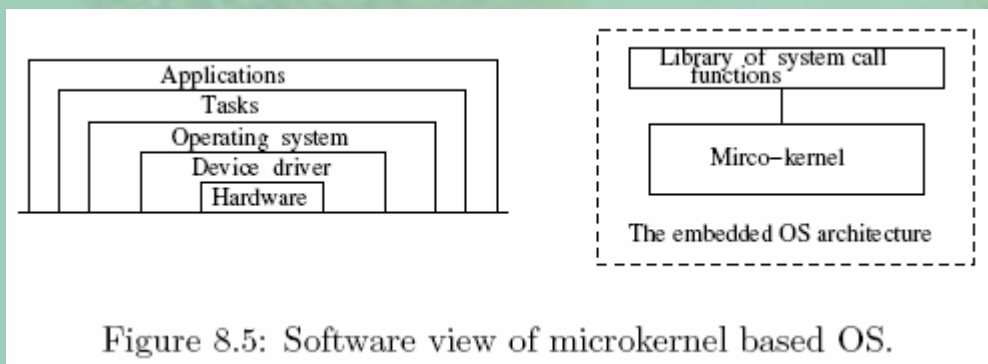 Applications
Tasks
Operating system
Device driver
Hardware
Library of system call
functions
Mirco-kernel
The embedded OS architecture
Figure 8.5: Software view of microkernel based OS.